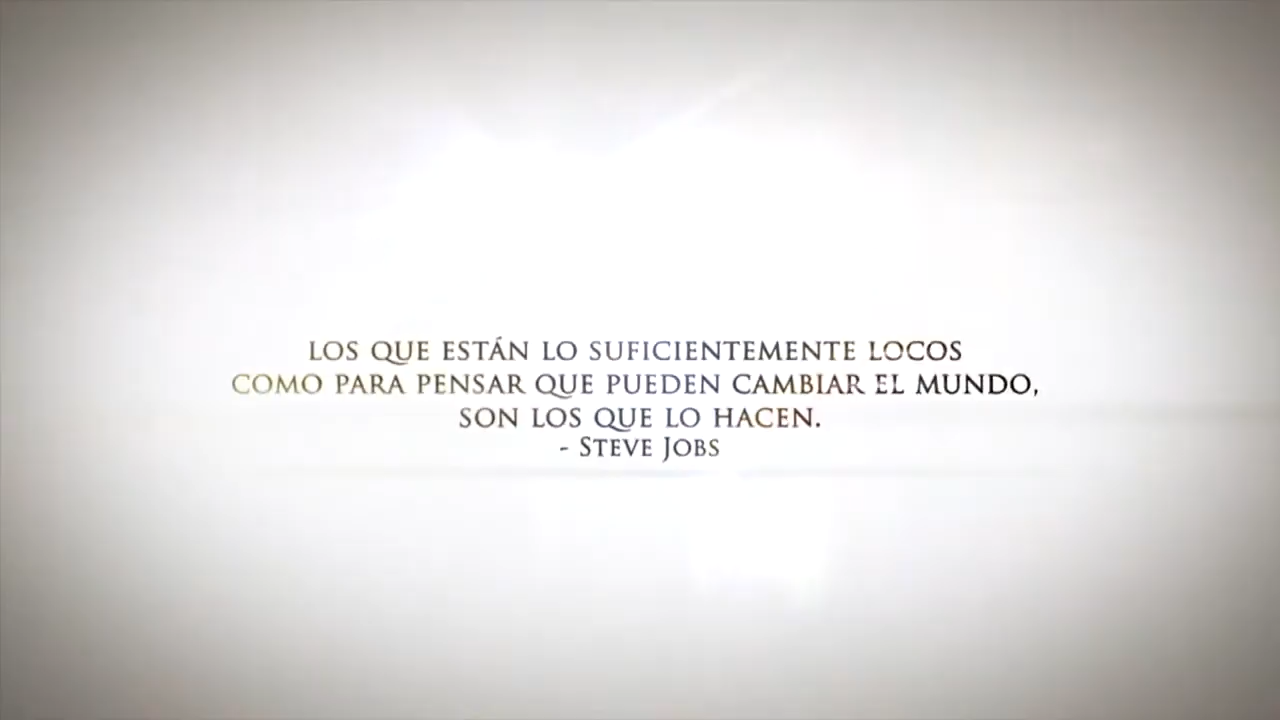 LOS QUE ESTÁN LO SUFICIENTEMENTE LOCOS
COMO PARA PENSAR QUE PUEDEN CAMBIAR EL MUNDO,
SON LOS QUE LO HACEN.
- STEVE JOBS